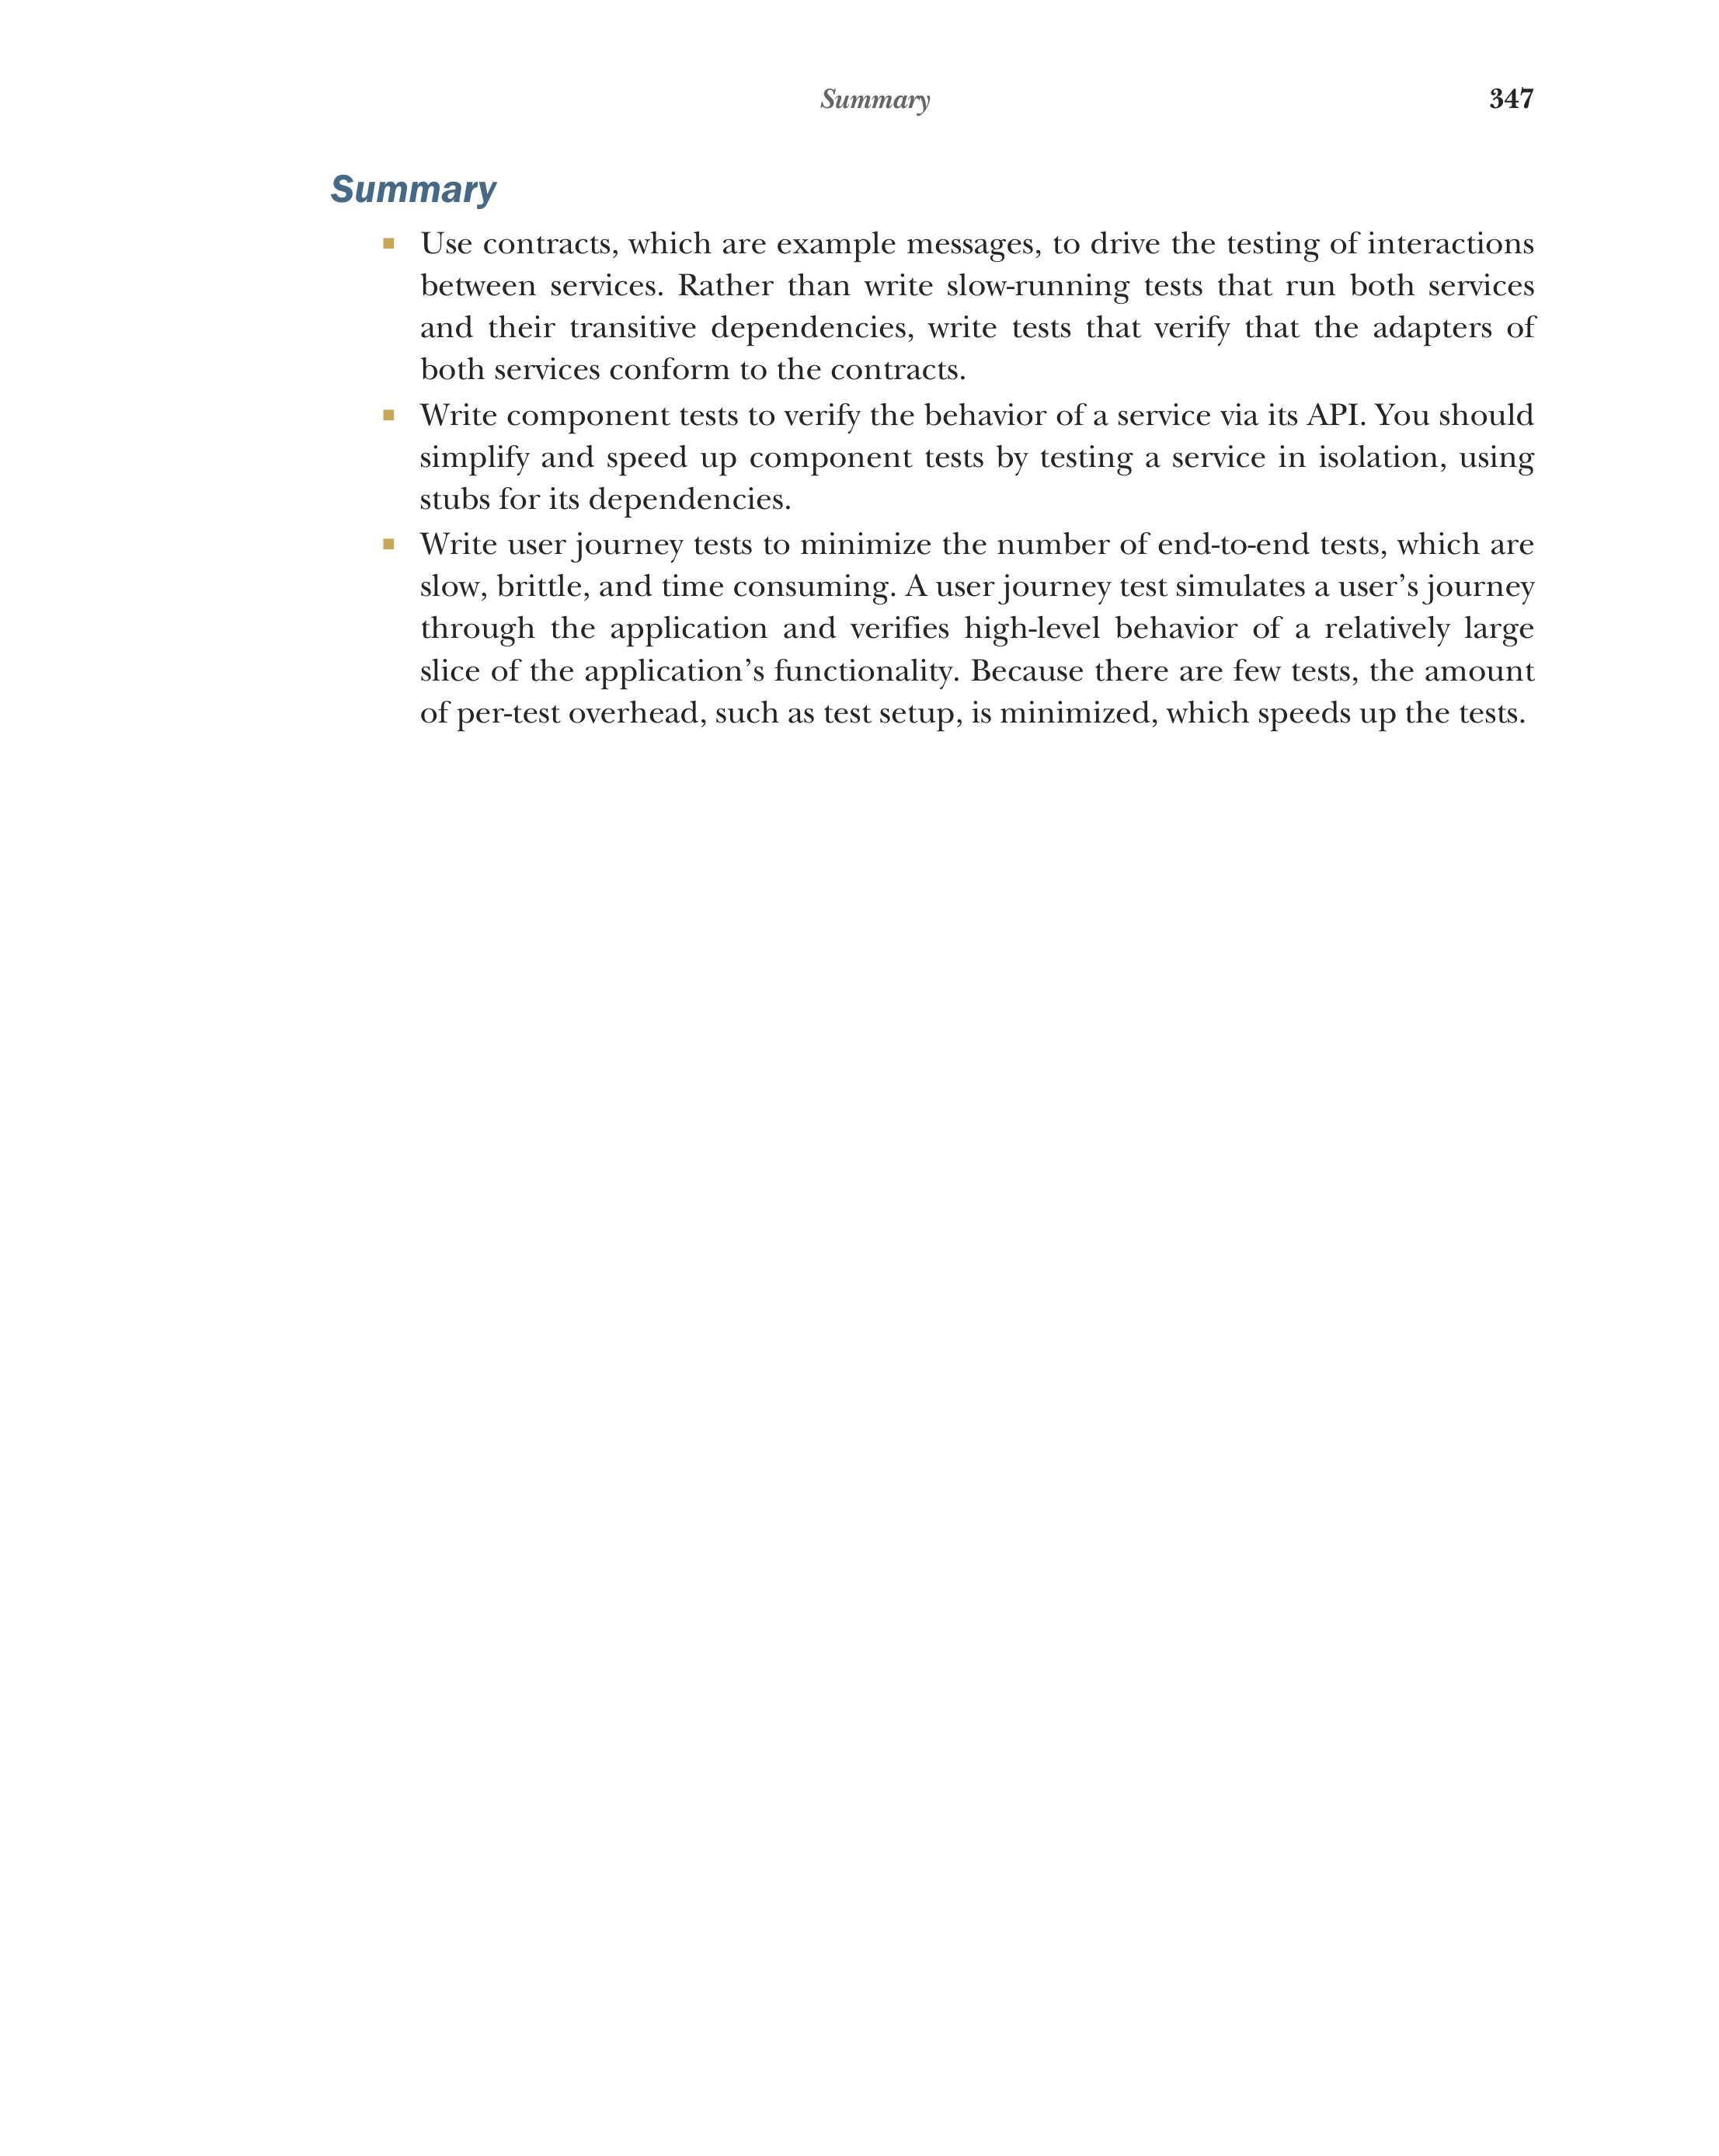 Summary 347
Summary
■ Use contracts, which are example messages, to drive the testing of interactions
between services. Rather than write slow-running tests that run both services
and their transitive dependencies, write tests that verify that the adapters of
both services conform to the contracts.
■ Write component tests to verify the behavior of a service via its API. You should
simplify and speed up component tests by testing a service in isolation, using
stubs for its dependencies.
■ Write user journey tests to minimize the number of end-to-end tests, which are
slow, brittle, and time consuming. A user journey test simulates a user’s journey
through the application and verifies high-level behavior of a relatively large
slice of the application’s functionality. Because there are few tests, the amount
of per-test overhead, such as test setup, is minimized, which speeds up the tests.